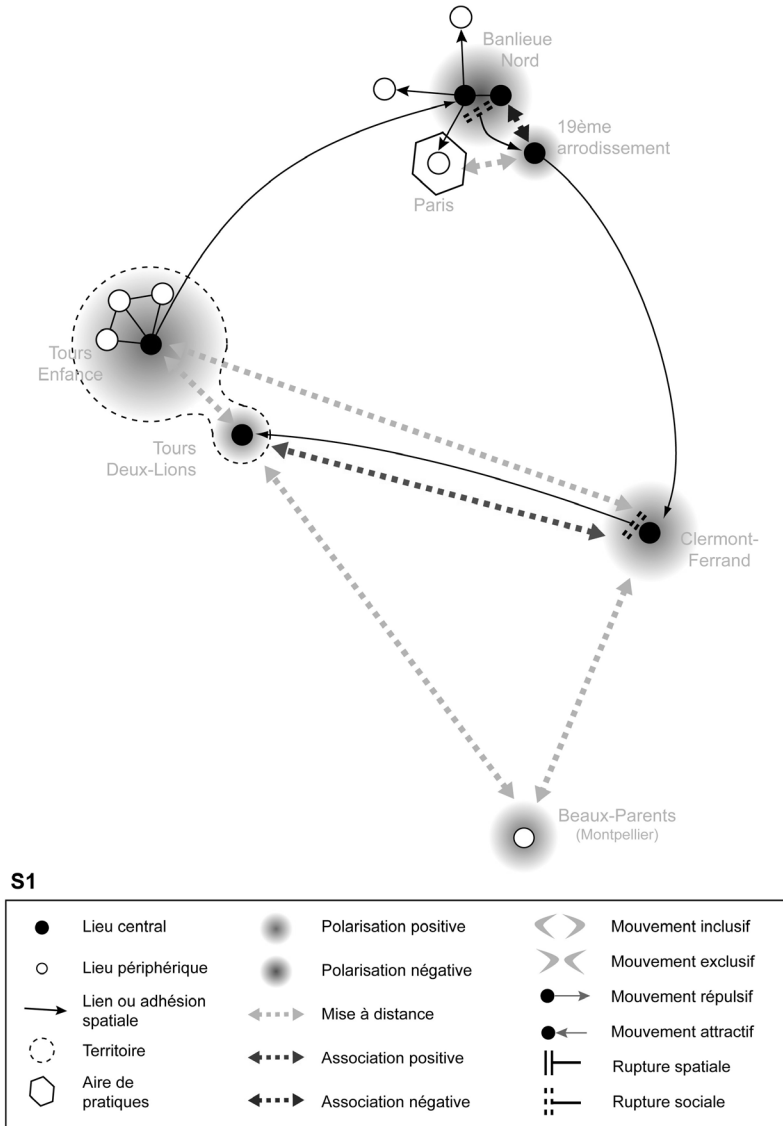 Banlieue
Nord
19ème
arrodissement
Paris
Tours
Enfance
Tours
Deux-Lions
Clermont-
Ferrand
Beaux-Parents
(Montpellier)
S1
Lieu central
Lieu périphérique
Lien ou adhésion
spatiale
Territoire
Aire de
pratiques
Polarisation positive
Polarisation négative
Mise à distance
Association positive
Association négative
Mouvement inclusif
Mouvement exclusif
Mouvement répulsif
Mouvement attractif
Rupture spatiale
Rupture sociale